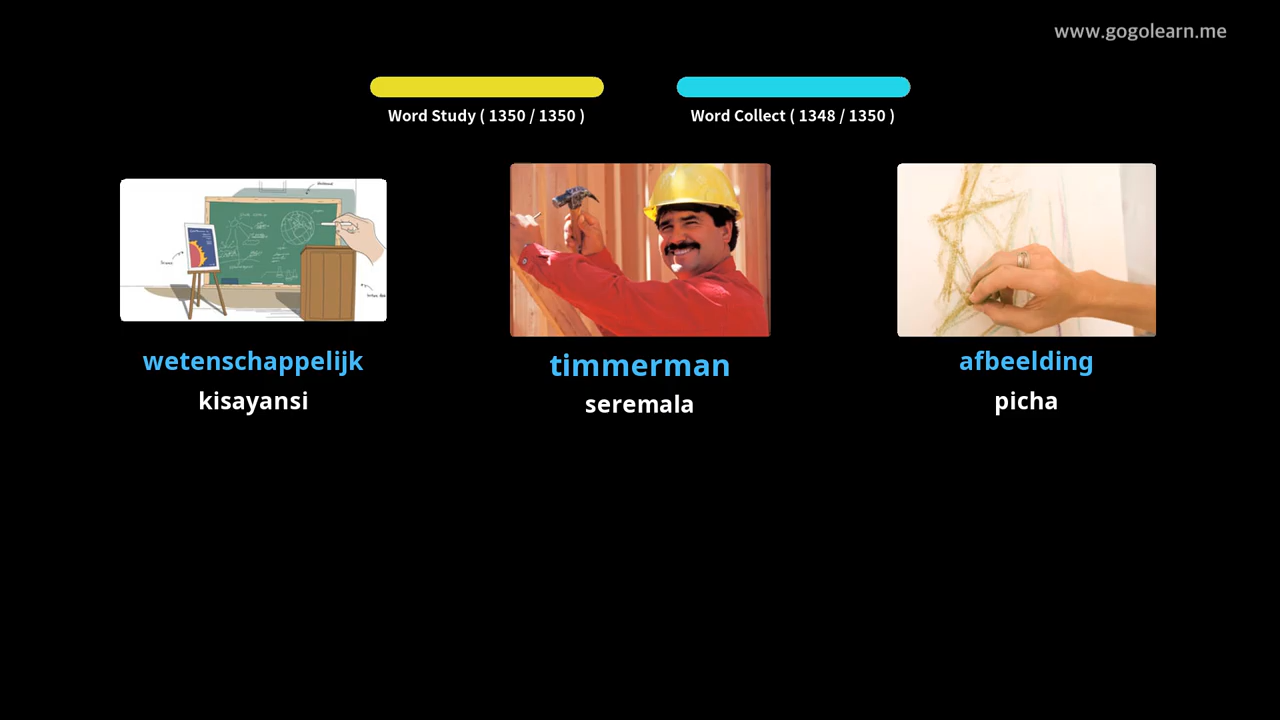 www.gogolearn.me
Word Study ( 1350 / 1350 )
Word Collect ( 1348 / 1350 )
wetenschappelijk
kisayansi
timmerman
seremala
afbeelding
picha